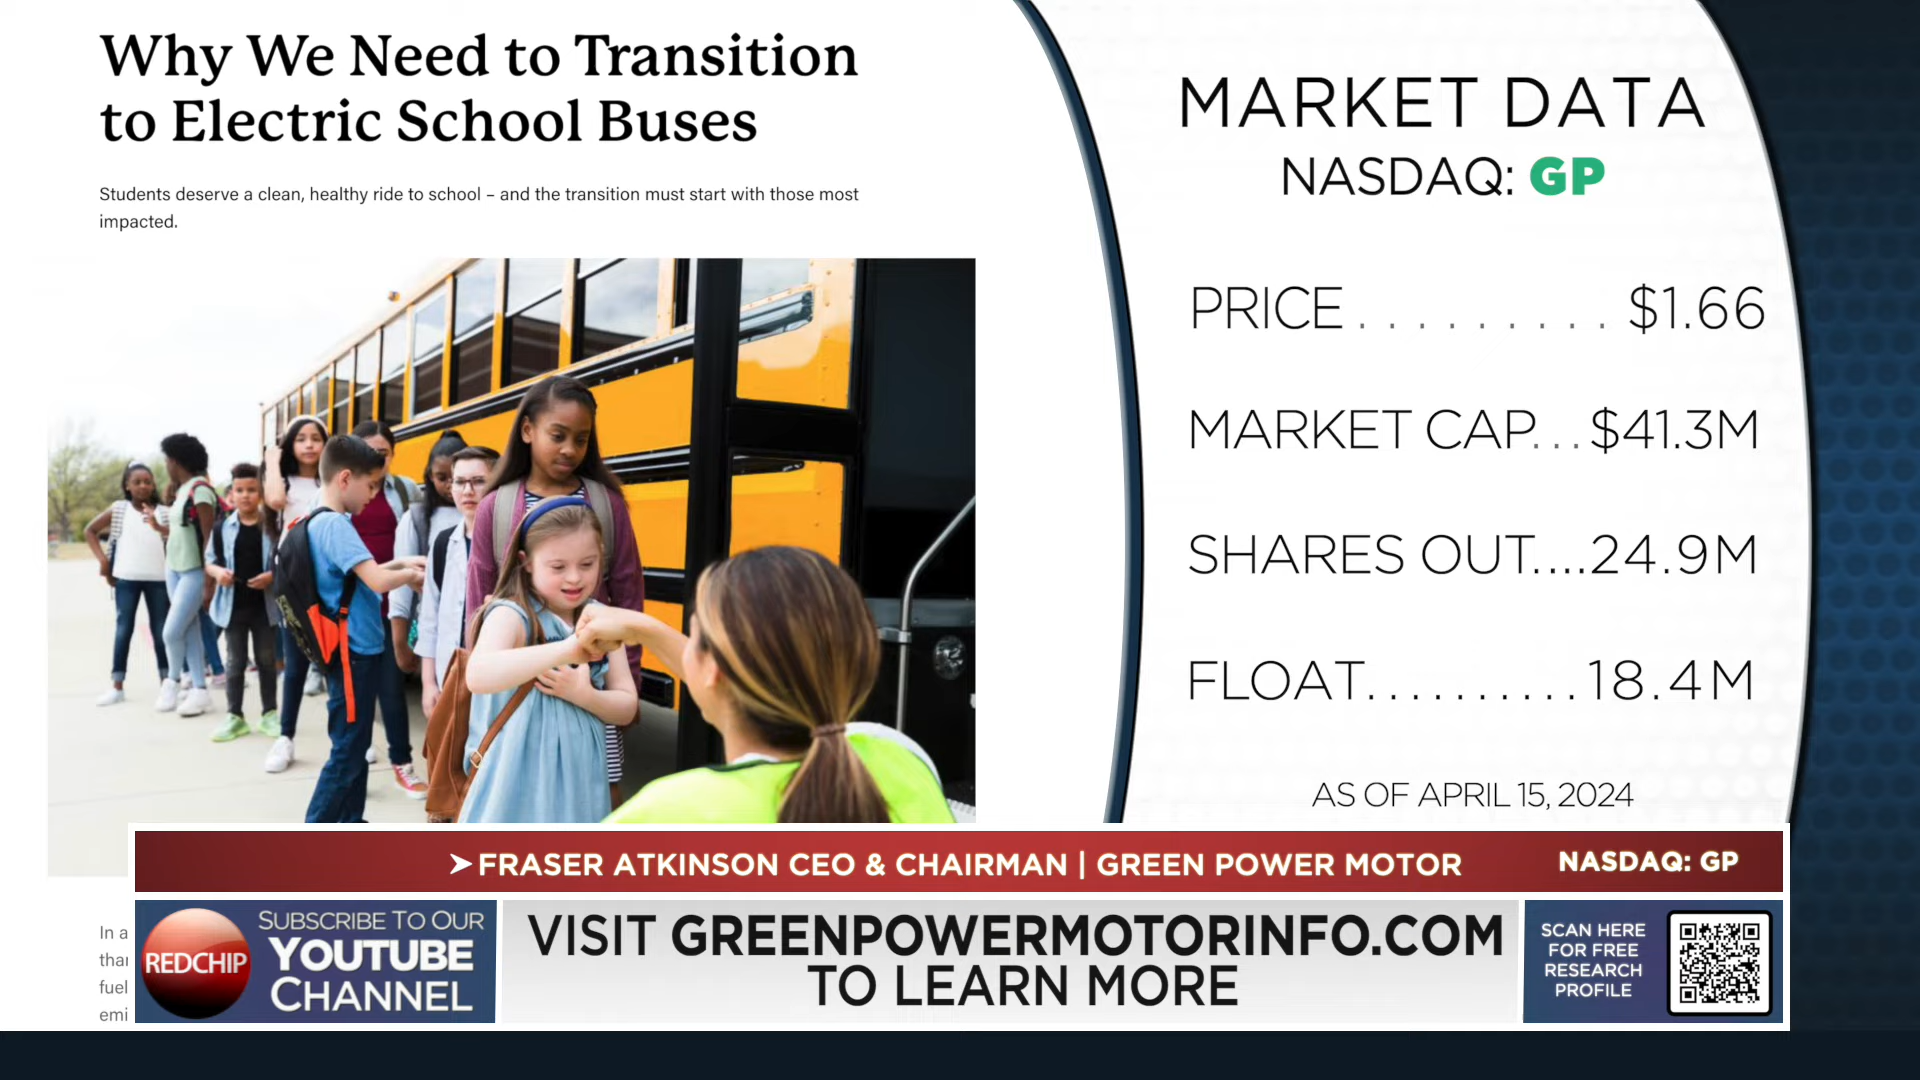 Why We Need to Transition
to Electric School Buses
Students deserve a clean, healthy ride to school – and the transition must start with those most
impacted.
MARKET DATA
NASDAQ: GP
PRICE.......... $1.66
MARKET CAP...$41.3M
SHARES OUT....24.9M
FLOAT..........18.4M
AS OF APRIL 15, 2024
➤FRASER ATKINSON CEO & CHAIRMAN | GREEN POWER MOTOR
NASDAQ: GP
In a
fuel
emi
REDCHIP
SUBSCRIBE TO OUR
YOUTUBE
CHANNEL
VISIT GREENPOWERMOTORINFO.COM
TO LEARN MORE
SCAN HERE
FOR FREE
RESEARCH
PROFILE